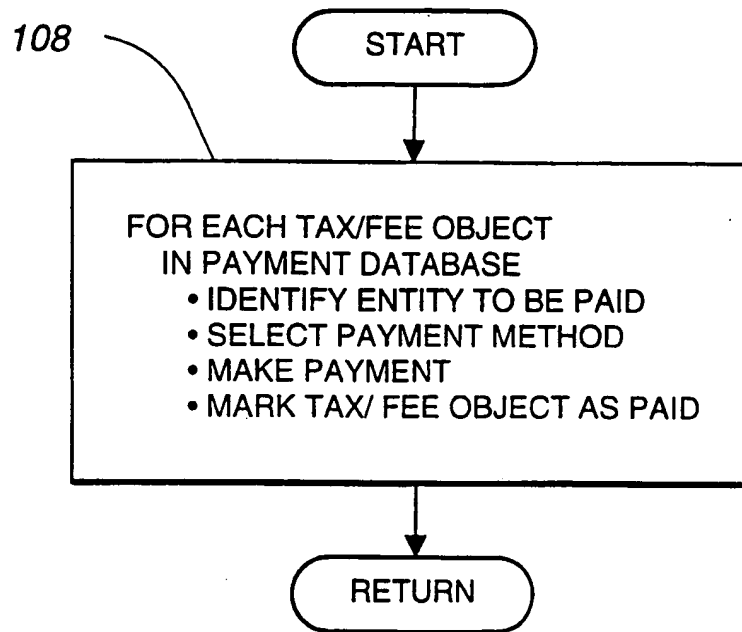 108
START
FOR EACH TAX/FEE OBJECT
IN PAYMENT DATABASE
• IDENTIFY ENTITY TO BE PAID
• SELECT PAYMENT METHOD
• MAKE PAYMENT
• MARK TAX/ FEE OBJECT AS PAID
RETURN